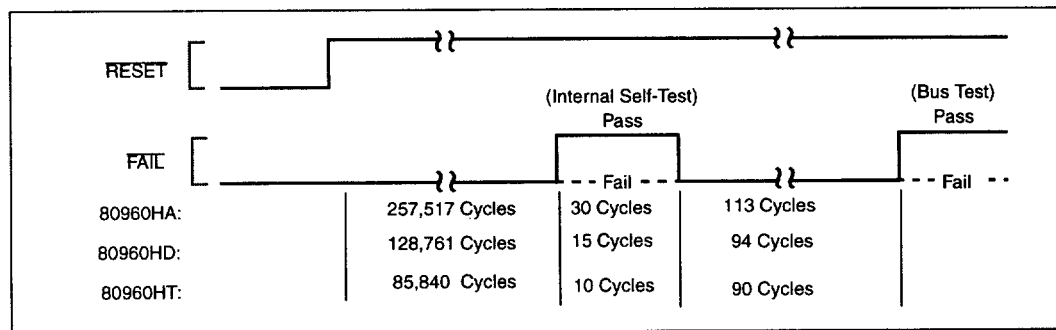 RESET
(Internal Self-Test)
Pass
(Bus Test)
Pass
FAIL
Fail
Fail
80960HA: 257,517 Cycles 30 Cycles 113 Cycles
80960HD: 128,761 Cycles 15 Cycles 94 Cycles
80960HT: 85,840 Cycles 10 Cycles 90 Cycles